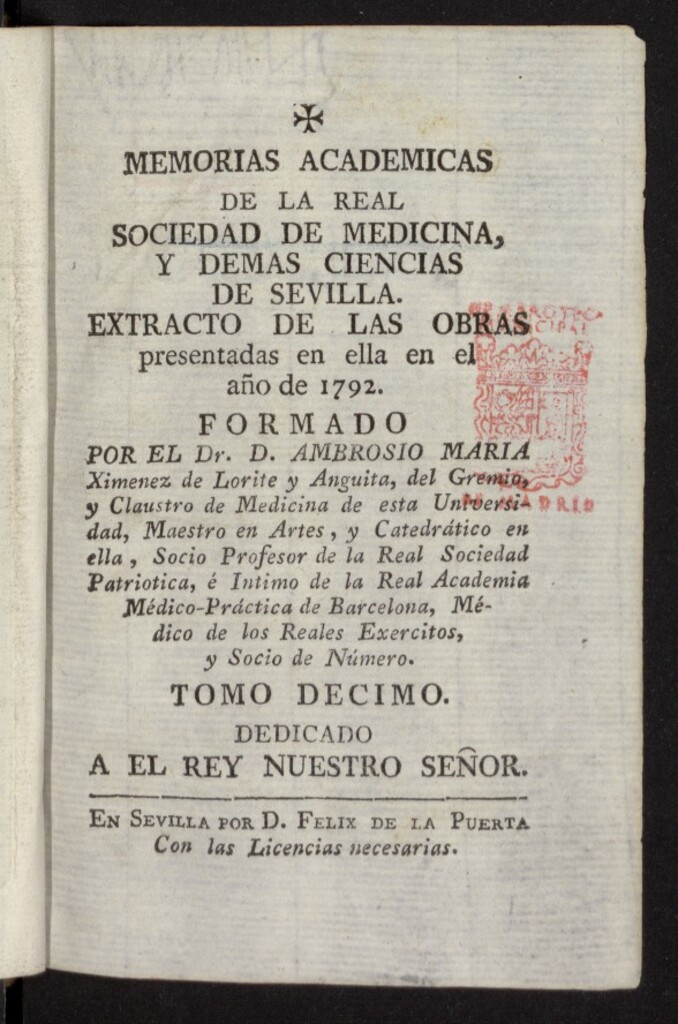 ✠
MEMORIAS ACADEMICAS
DE LA REAL
SOCIEDAD DE MEDICINA,
Y DEMAS CIENCIAS
DE SEVILLA.
EXTRACTO DE LAS OBRAS
presentadas en ella en el
año de 1792.
FORMADO
POR EL Dr. D. AMBROSIO MARIA
Ximenez de Lorite y Anguita, del Gremio,
y Claustro de Medicina de esta Universi-
dad, Maestro en Artes, y Catedrático en
ella, Socio Profesor de la Real Sociedad
Patriotica, é Intimo de la Real Academia
Médico-Práctica de Barcelona, Mé-
dico de los Reales Exercitos,
y Socio de Número.
TOMO DECIMO.
DEDICADO
A EL REY NUESTRO SEÑOR.
EN SEVILLA POR D. FELIX DE LA PUERTA
Con las Licencias necesarias.
MADRID